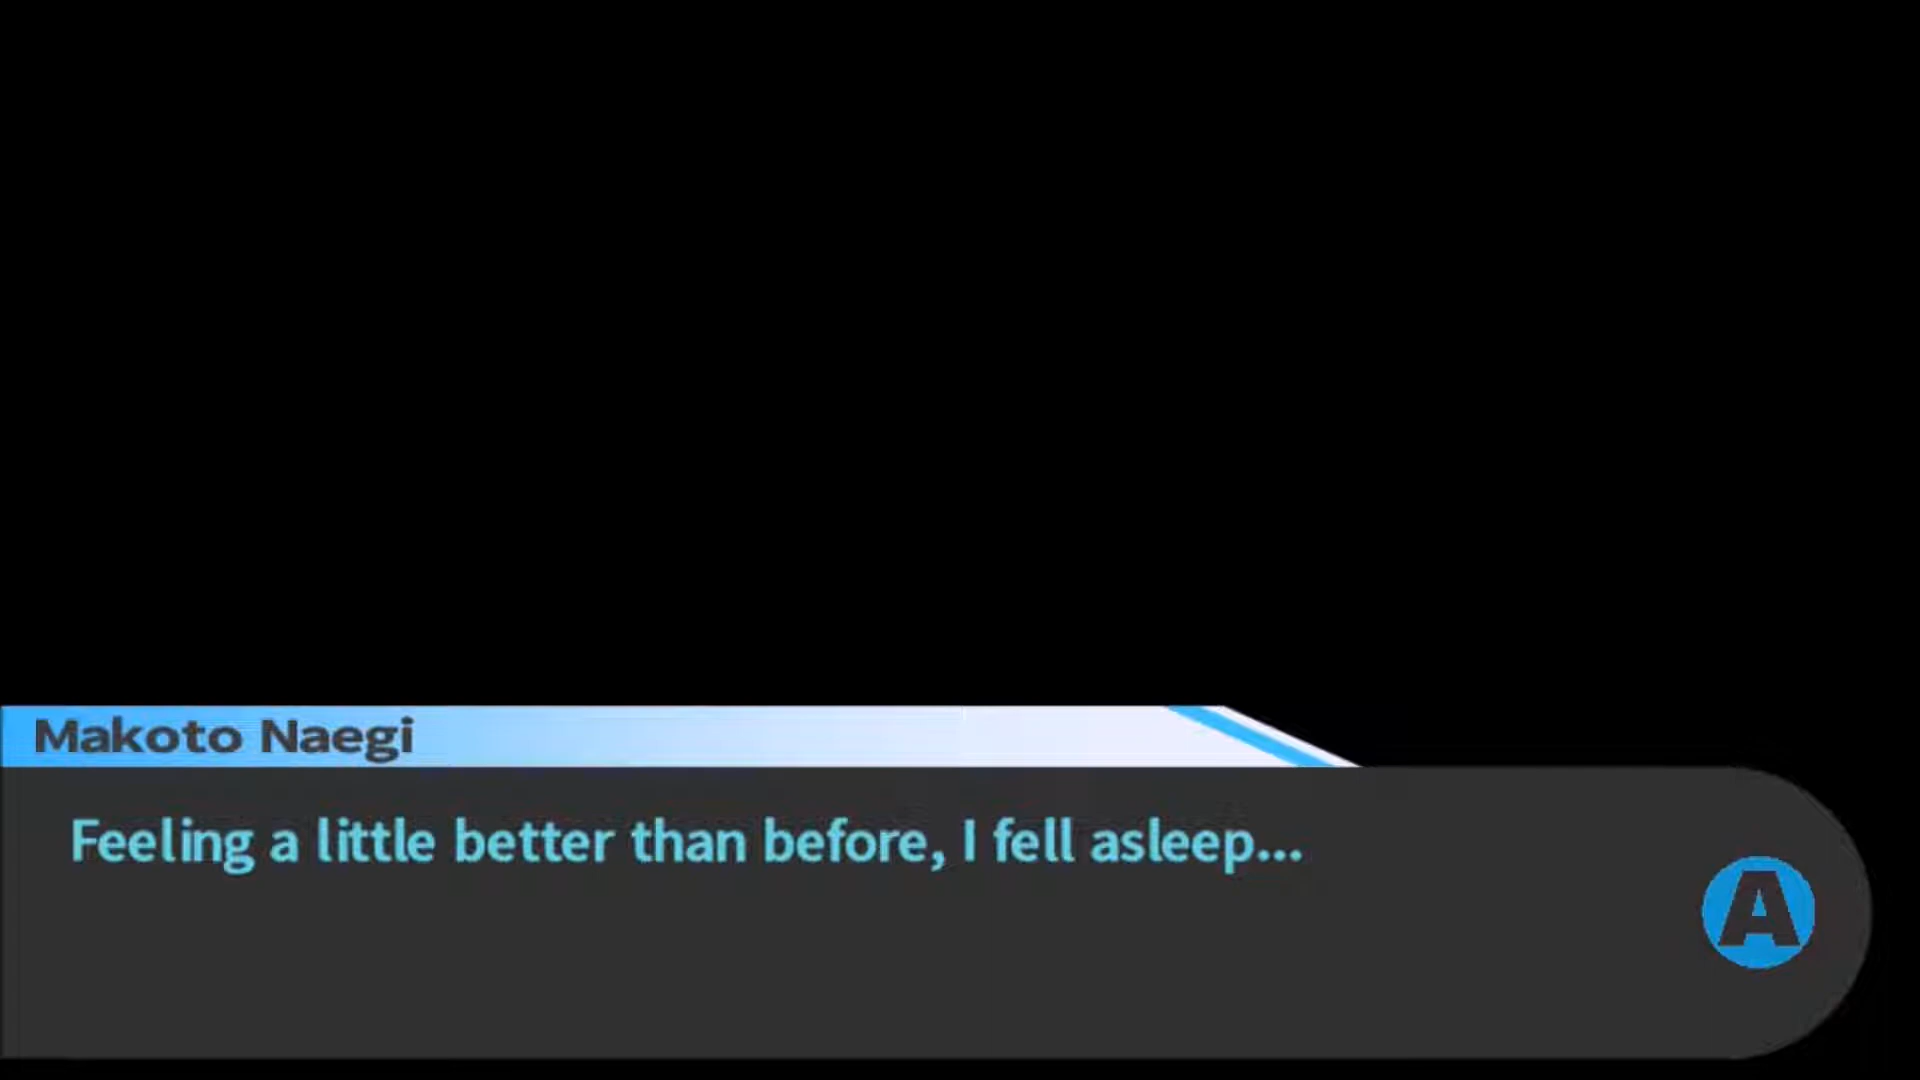 Makoto Naegi
Feeling a little better than before, I fell asleep...
A